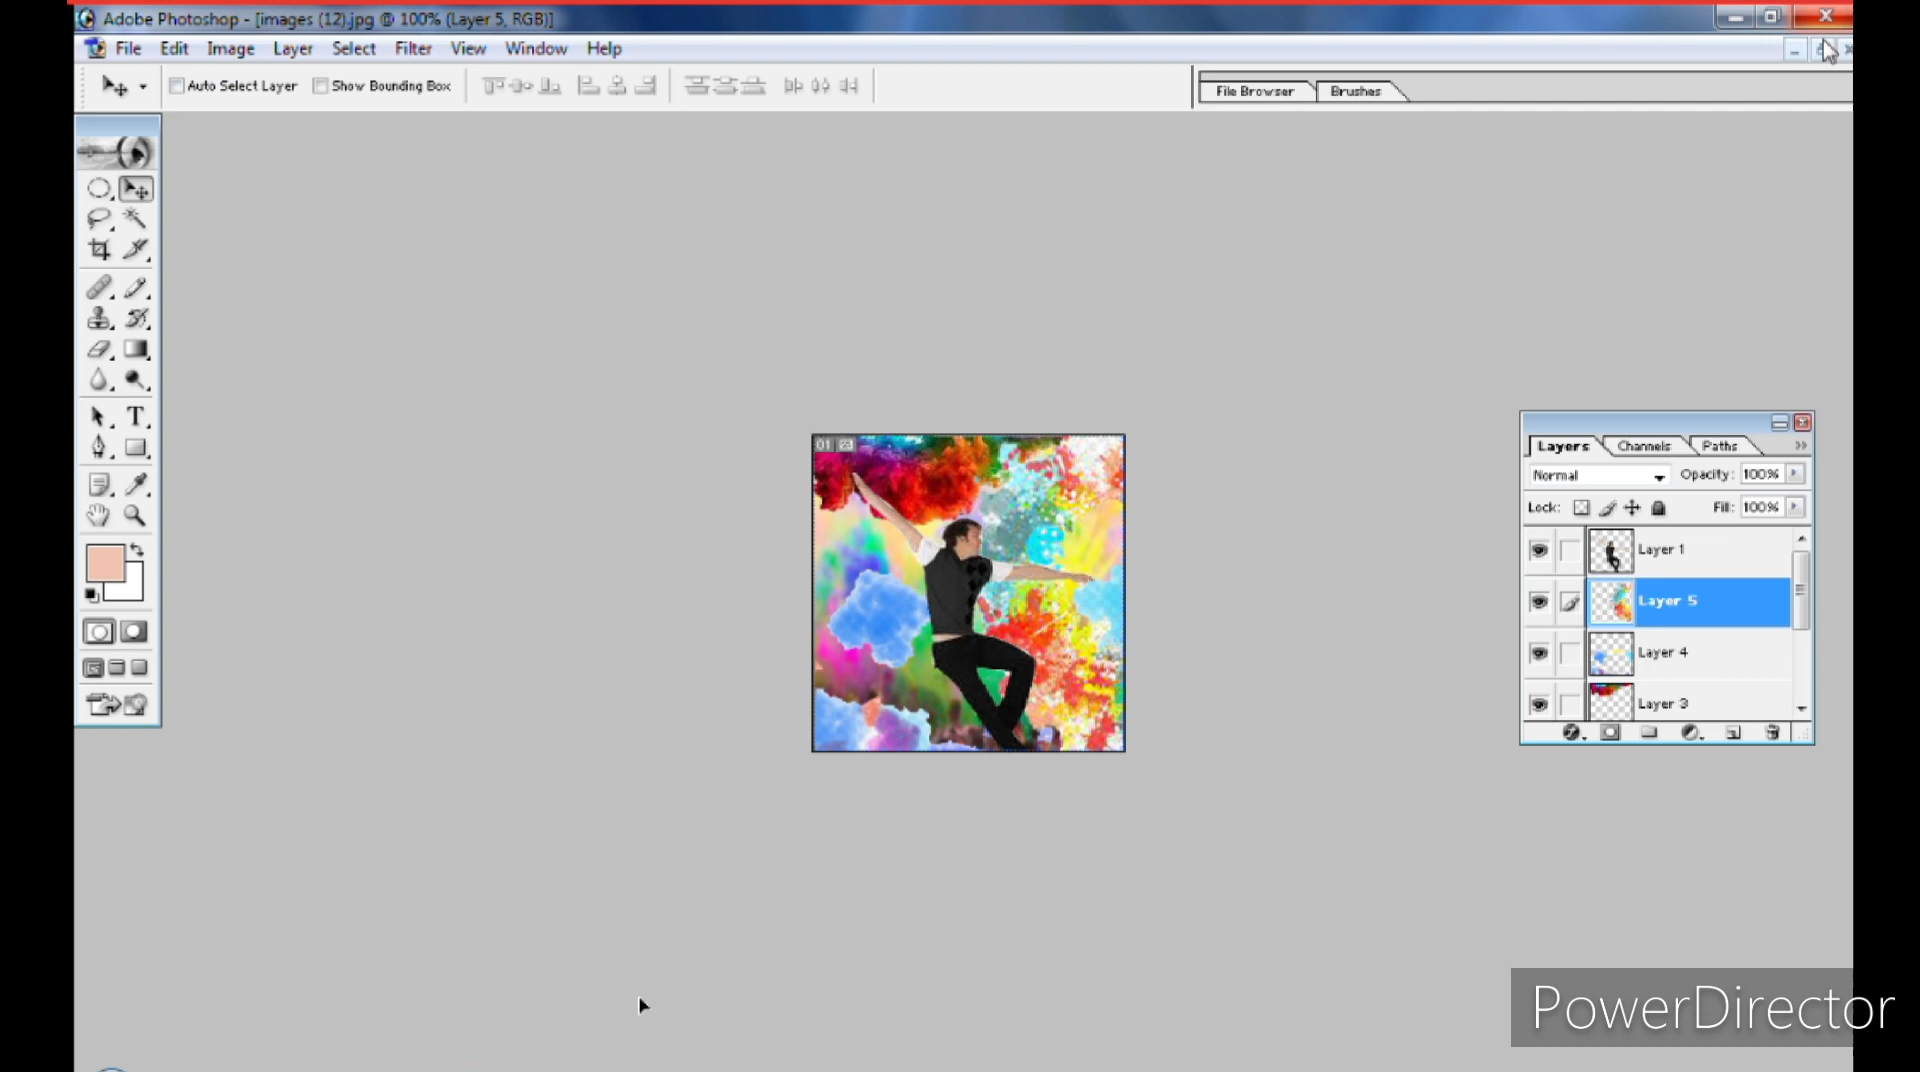 Adobe Photoshop - [images (12).jpg @ 100% (Layer 5, RGB)]
File Edit Image Layer Select Filter View Window Help
Auto Select Layer Show Bounding Box
File Browser Brushes
01 23
Layers Channels Paths
Normal Opacity: 100%
Lock: Fill: 100%
Layer 1
Layer 5
Layer 4
Layer 3
PowerDirector